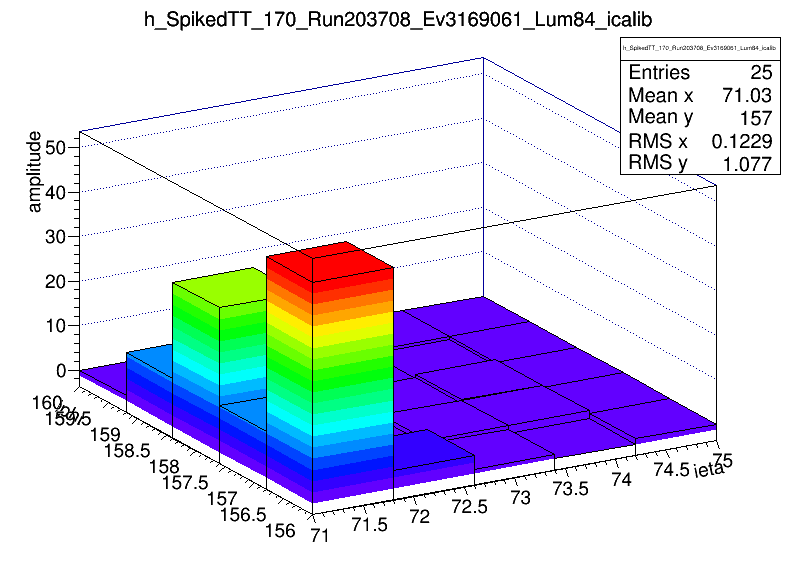 h_SpikedTT_170_Run203708_Ev3169061_Lum84_icalib
h_SpikedTT_170_Run203708_Ev3169061_Lum84_icalib
Entries 25
Mean x 71.03
Mean y 157
RMS x 0.1229
RMS y 1.077
amplitude
50
40
30
20
10
0
160
159.5
159
158.5
158
157.5
157
156.5
156
71
71.5
72
72.5
73
73.5
74
74.5
75
ieta